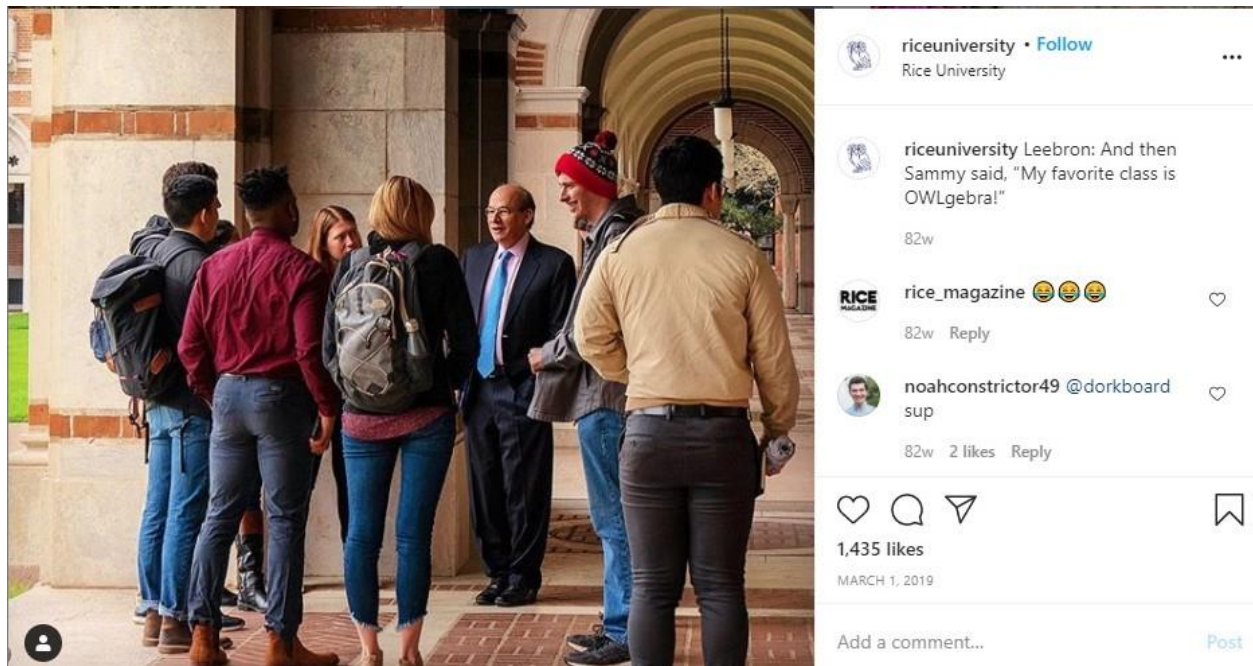 riceuniversity • Follow
Rice University
riceuniversity Leebron: And then
Sammy said, “My favorite class is
OWLgebra!”
82w
RICE
MAGAZINE
rice_magazine 😂😂😂
82w Reply
noahconstrictor49 @dorkboard
sup
82w 2 likes Reply
1,435 likes
MARCH 1, 2019
Add a comment...
Post